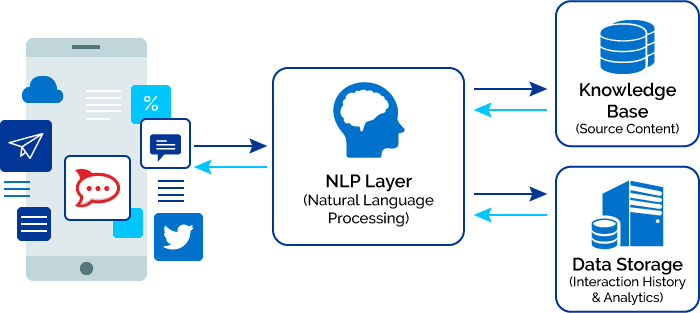 %
NLP Layer
(Natural Language
Processing)
Knowledge
Base
(Source Content)
Data Storage
(Interaction History
& Analytics)